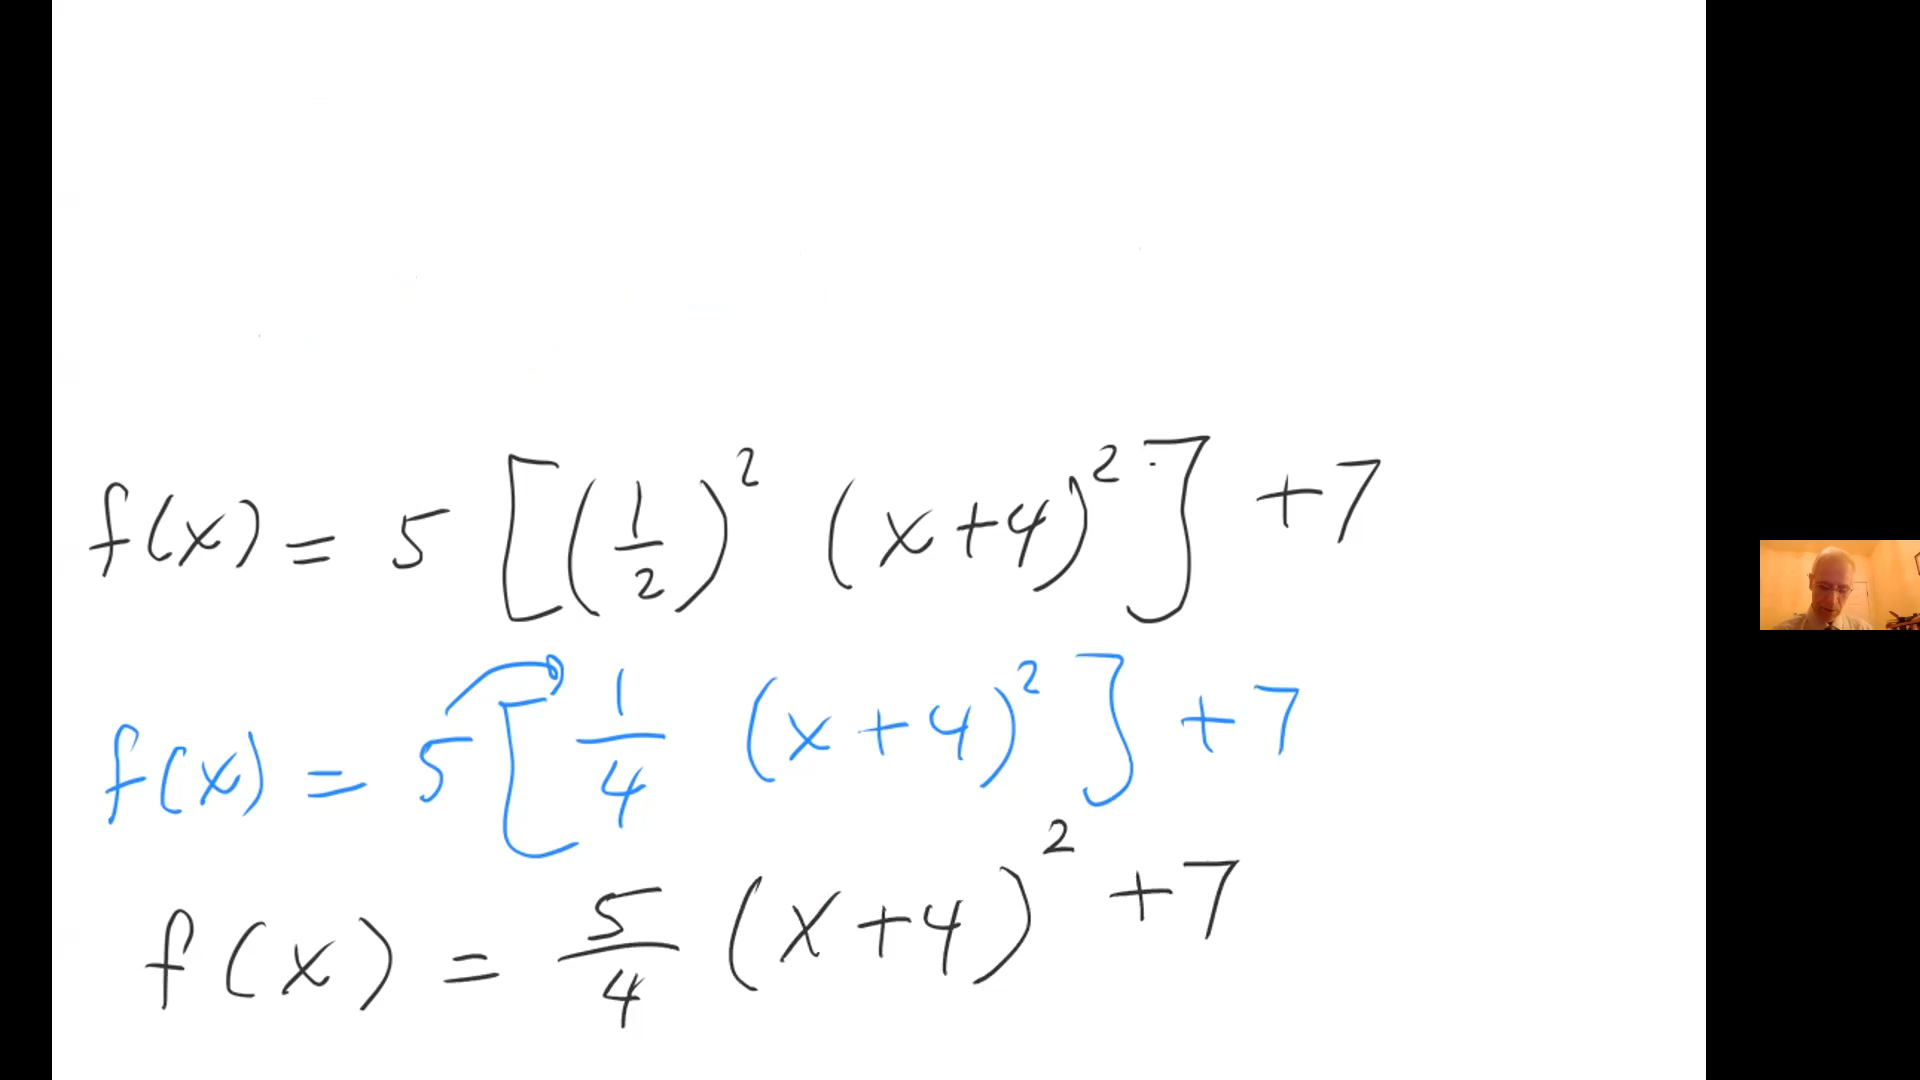 f(x) = 5 [(1/2)² (x+4)²] +7
f(x) = 5 [1/4 (x+4)²] +7
f(x) = 5/4 (x+4)² +7